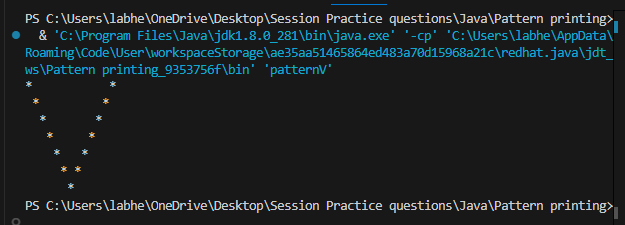 PS C:\Users\labhe\OneDrive\Desktop\Session Practice questions\Java\Pattern printing>
& 'C:\Program Files\Java\jdk1.8.0_281\bin\java.exe' '-cp' 'C:\Users\labhe\AppData\
Roaming\Code\User\workspaceStorage\ae35aa51465864ed483a70d15968a21c\redhat.java\jdt_
ws\Pattern printing_9353756f\bin' 'patternV'
*           *
 *         *
  *       *
   *     *
    *   *
     * *
      *
PS C:\Users\labhe\OneDrive\Desktop\Session Practice questions\Java\Pattern printing>